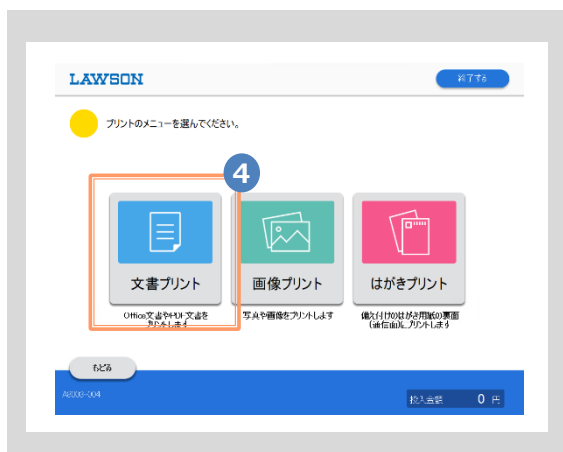 LAWSON
終了する
プリントのメニューを選んでください。
4
文書プリント
画像プリント
はがきプリント
Office文書やPDF文書を
プリントします
写真や画像をプリントします
備え付けのはがき用紙の裏面
(通信面)にプリントします
もどる
投入金額 0 円